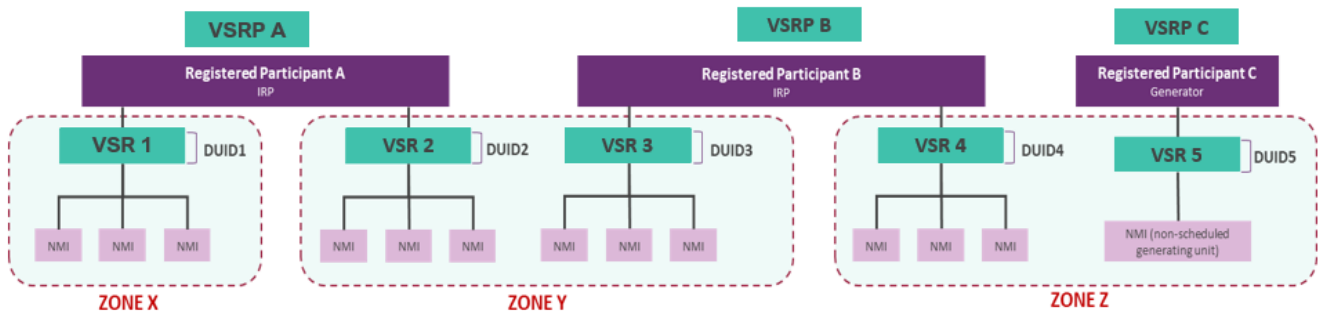 VSRP A
VSRP B
VSRP C
Registered Participant A
IRP
Registered Participant B
IRP
Registered Participant C
Generator
VSR 1
DUID1
VSR 2
DUID2
VSR 3
DUID3
VSR 4
DUID4
VSR 5
DUID5
NMI
NMI
NMI
NMI
NMI
NMI
NMI
NMI
NMI
NMI
NMI
NMI
NMI (non-scheduled
generating unit)
ZONE X
ZONE Y
ZONE Z